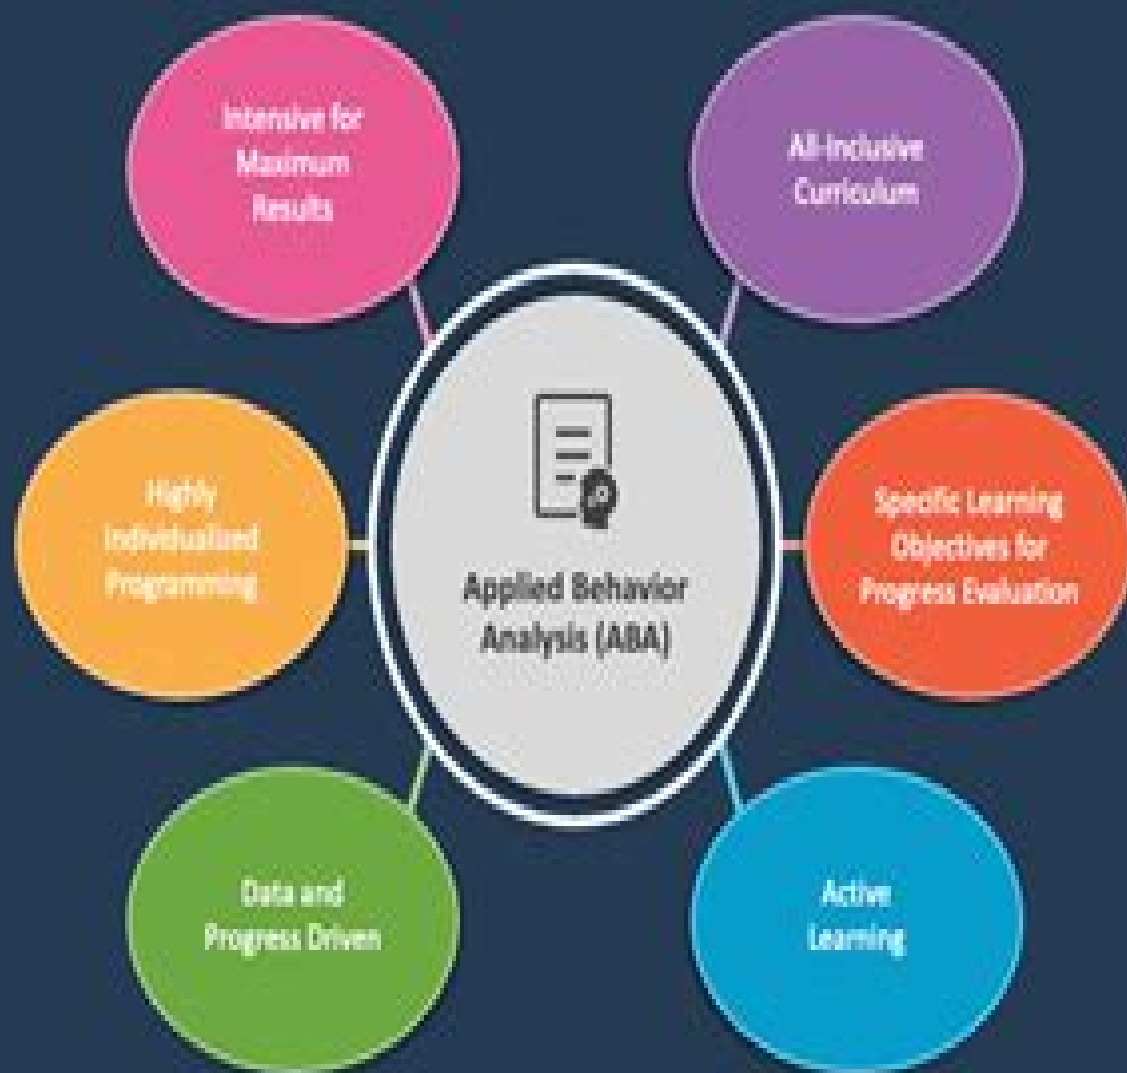 Intensive for
Maximum
Results
All-Inclusive
Curriculum
Highly
Individualized
Programming
Applied Behavior
Analysis (ABA)
Specific Learning
Objectives for
Progress Evaluation
Data and
Progress Driven
Active
Learning